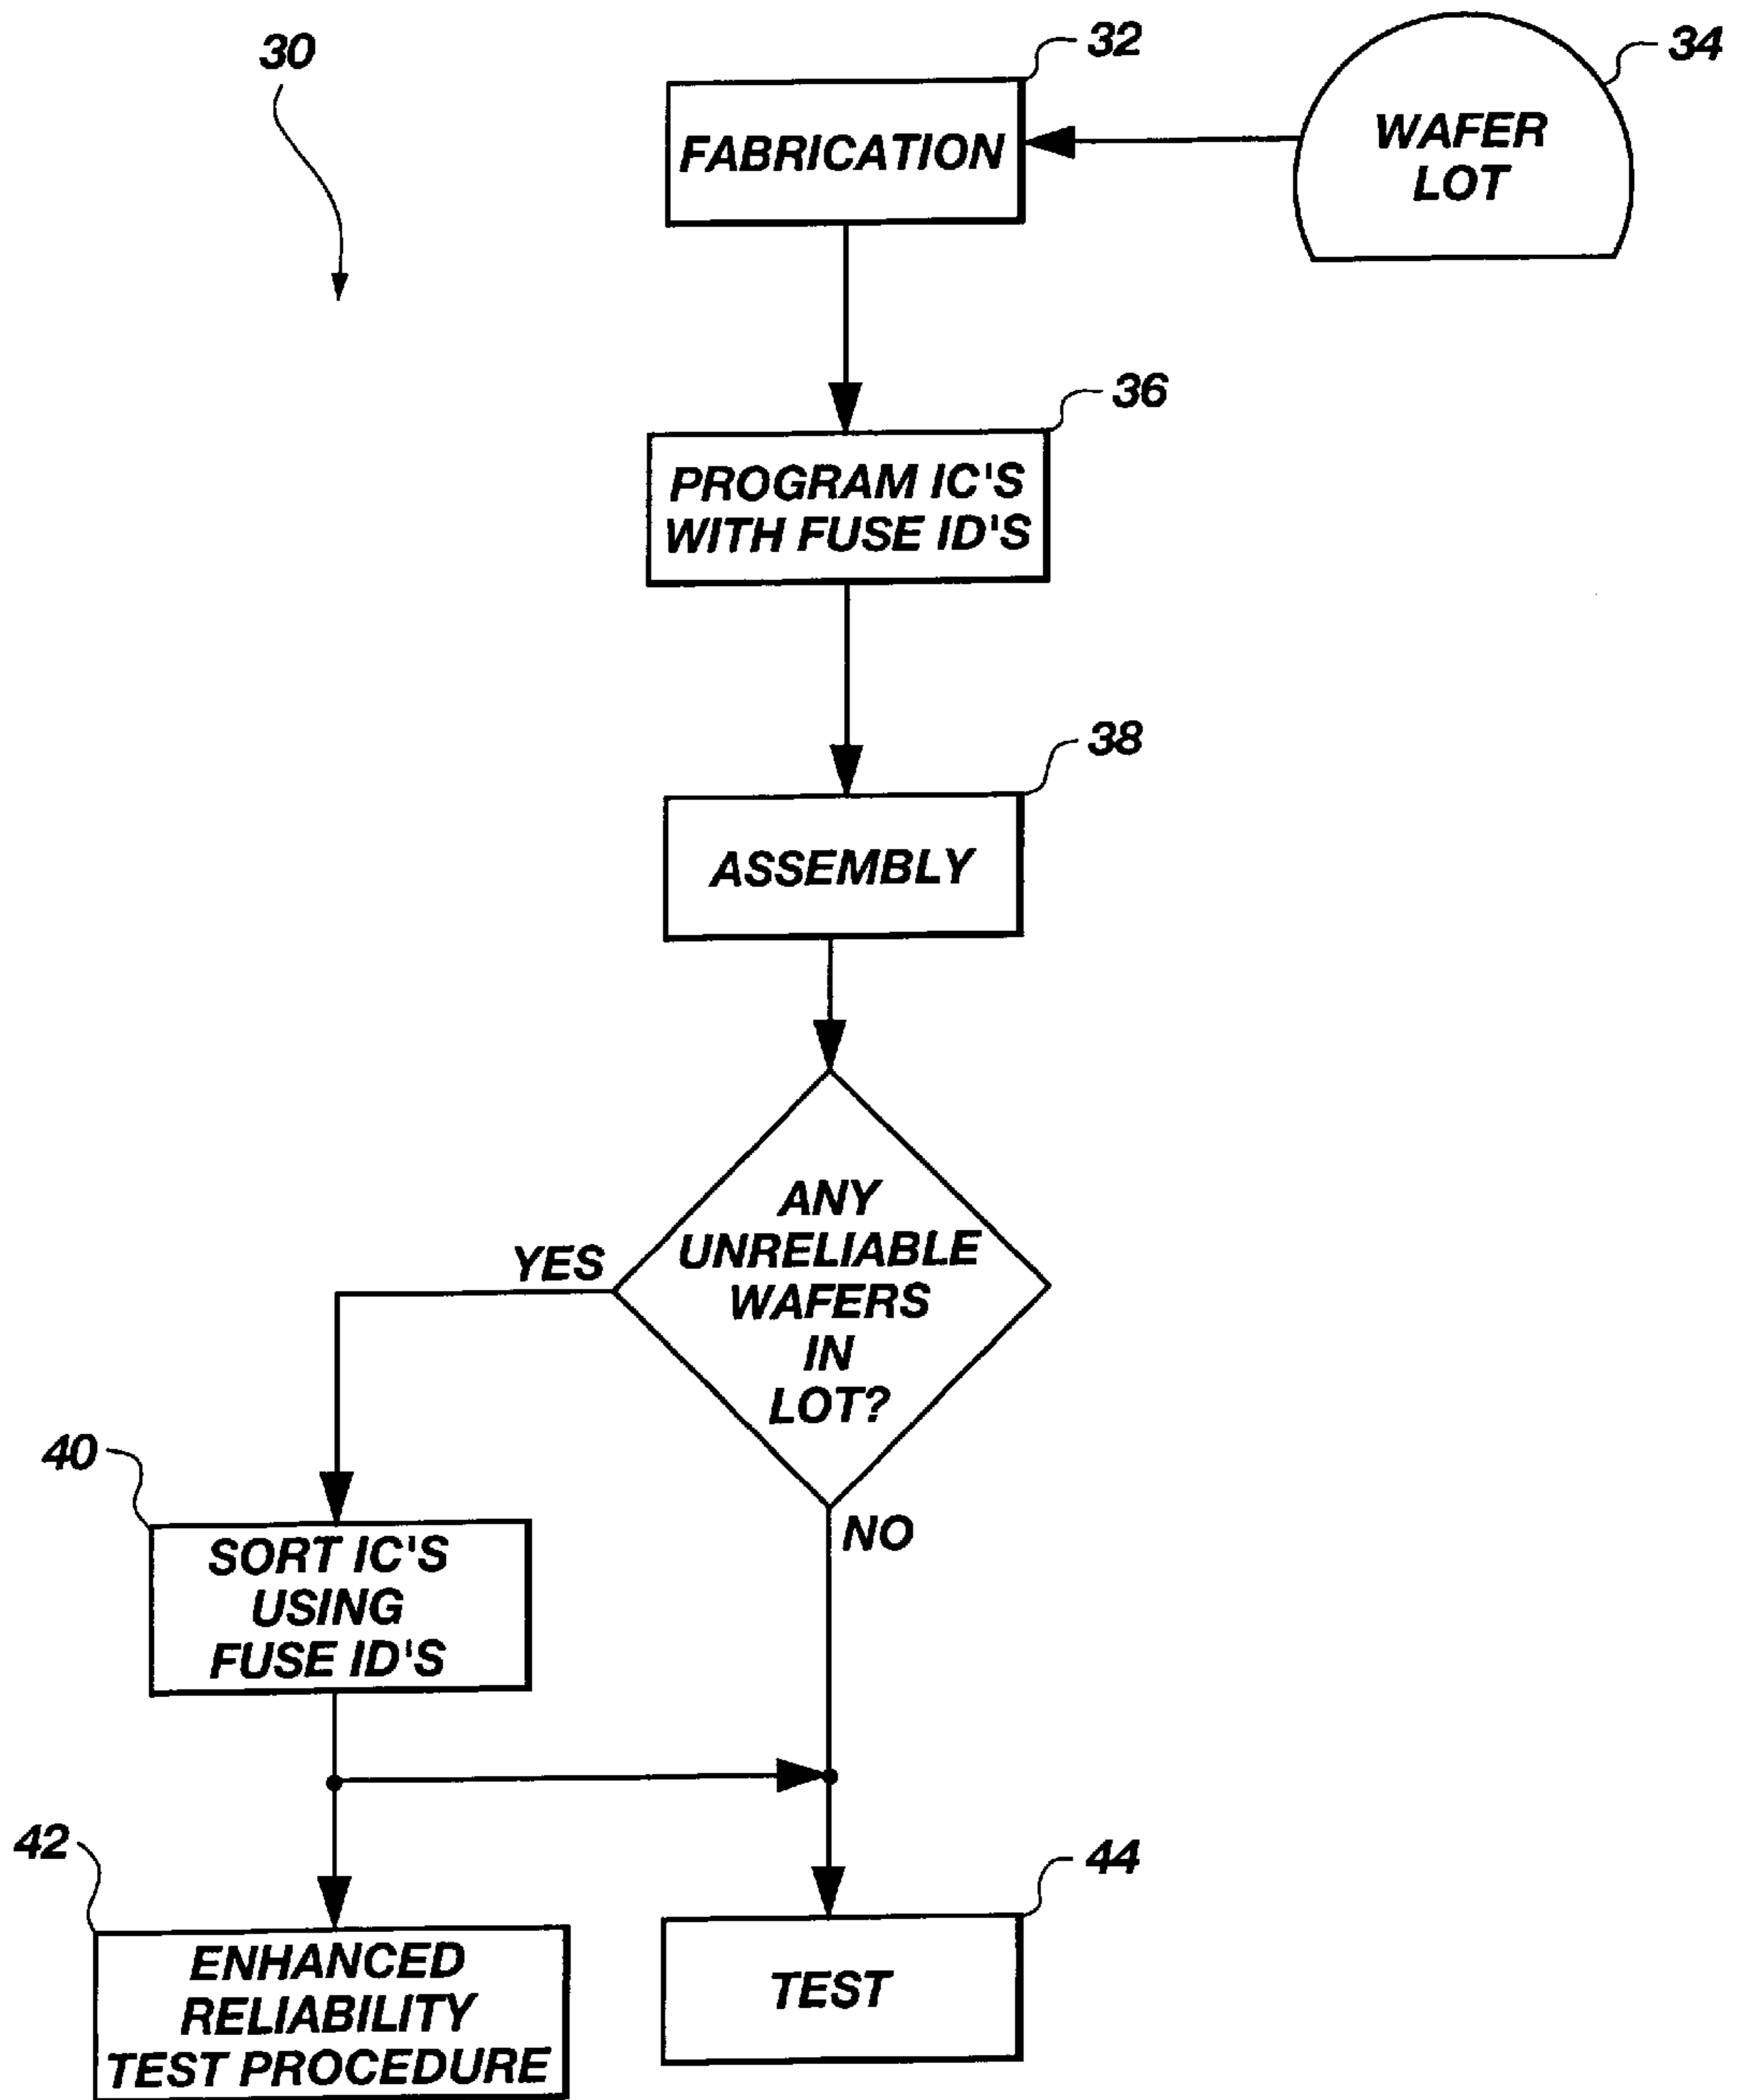 30
32
34
FABRICATION
WAFER
LOT
36
PROGRAM IC'S
WITH FUSE ID'S
38
ASSEMBLY
ANY
UNRELIABLE
WAFERS
IN
LOT?
YES
NO
40
SORT IC'S
USING
FUSE ID'S
42
44
ENHANCED
RELIABILITY
TEST PROCEDURE
TEST